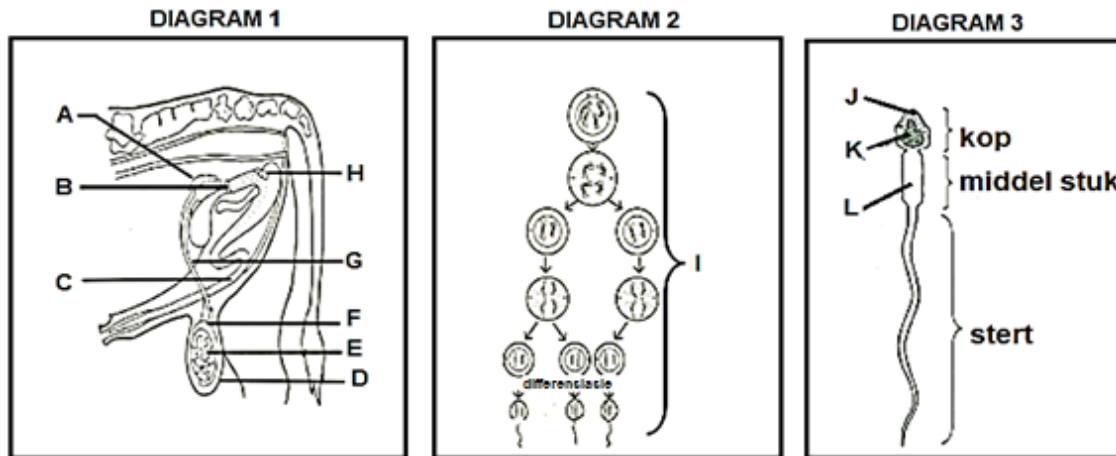 DIAGRAM 1
A
B
C
H
G
F
E
D
DIAGRAM 2
I
differensiasie
DIAGRAM 3
J
K
L
kop
middel stuk
stert